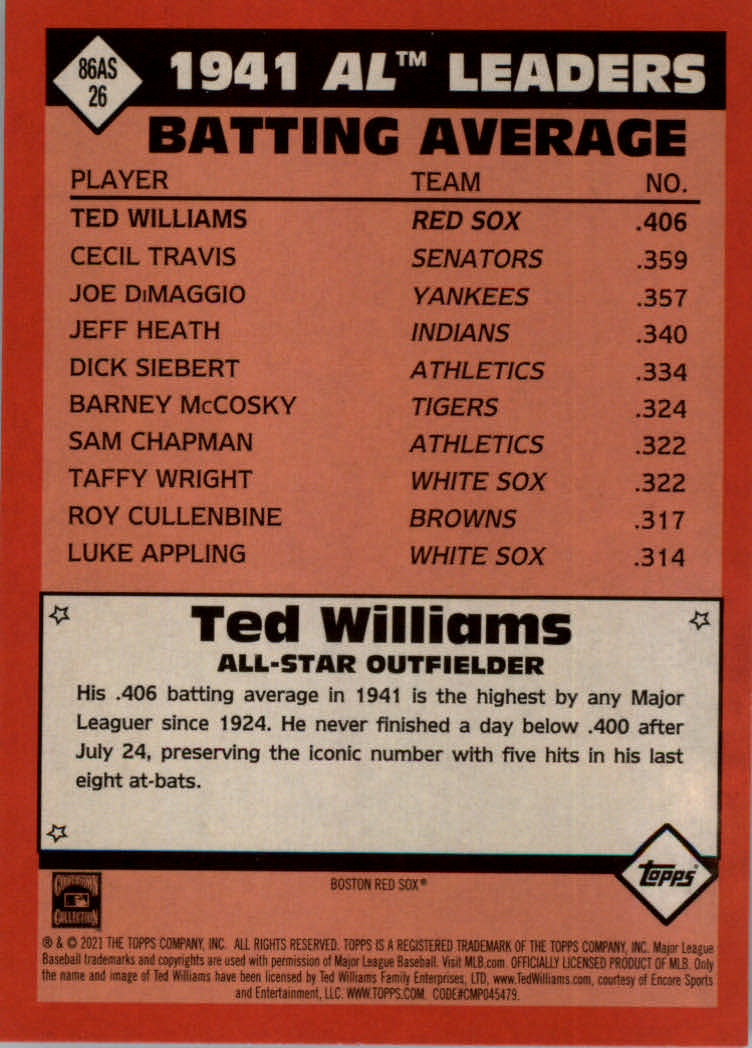 86AS
26
1941 AL™ LEADERS
BATTING AVERAGE
PLAYER TEAM NO.
TED WILLIAMS RED SOX .406
CECIL TRAVIS SENATORS .359
JOE DiMAGGIO YANKEES .357
JEFF HEATH INDIANS .340
DICK SIEBERT ATHLETICS .334
BARNEY McCOSKY TIGERS .324
SAM CHAPMAN ATHLETICS .322
TAFFY WRIGHT WHITE SOX .322
ROY CULLENBINE BROWNS .317
LUKE APPLING WHITE SOX .314
Ted Williams
ALL-STAR OUTFIELDER
His .406 batting average in 1941 is the highest by any Major
Leaguer since 1924. He never finished a day below .400 after
July 24, preserving the iconic number with five hits in his last
eight at-bats.
Topps
COOPERSTOWN
COLLECTION
BOSTON RED SOX®
® & © 2021 THE TOPPS COMPANY, INC. ALL RIGHTS RESERVED. TOPPS IS A REGISTERED TRADEMARK OF THE TOPPS COMPANY, INC. Major League
Baseball trademarks and copyrights are used with permission of Major League Baseball. Visit MLB.com. OFFICIALLY LICENSED PRODUCT OF MLB. Only
the name and image of Ted Williams have been licensed by Ted Williams Family Enterprises, LTD, www.TedWilliams.com, courtesy of Encore Sports
and Entertainment, LLC. WWW.TOPPS.COM. CODE#CMP045479.